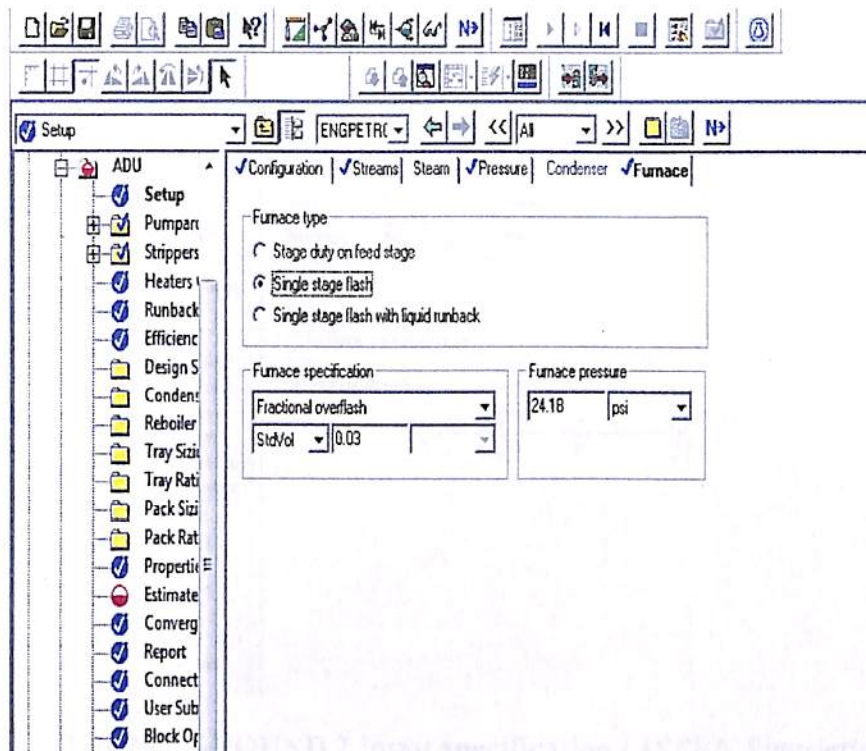 N>
Setup
ENGPETR(
<<
All
>>
N>
ADU
Setup
Pumparo
Strippers
Heaters
Runback
Efficienc
Design S
Condens
Reboiler
Tray Sizi
Tray Rati
Pack Sizi
Pack Rat
Properti
Estimate
Converg
Report
Connect
User Sub
Block Op
Configuration Streams Steam Pressure Condenser Furnace
Furnace type
Stage duty on feed stage
Single stage flash
Single stage flash with liquid runback
Furnace specification
Fractional overflash
StdVol 0.03
Furnace pressure
24.18 psi